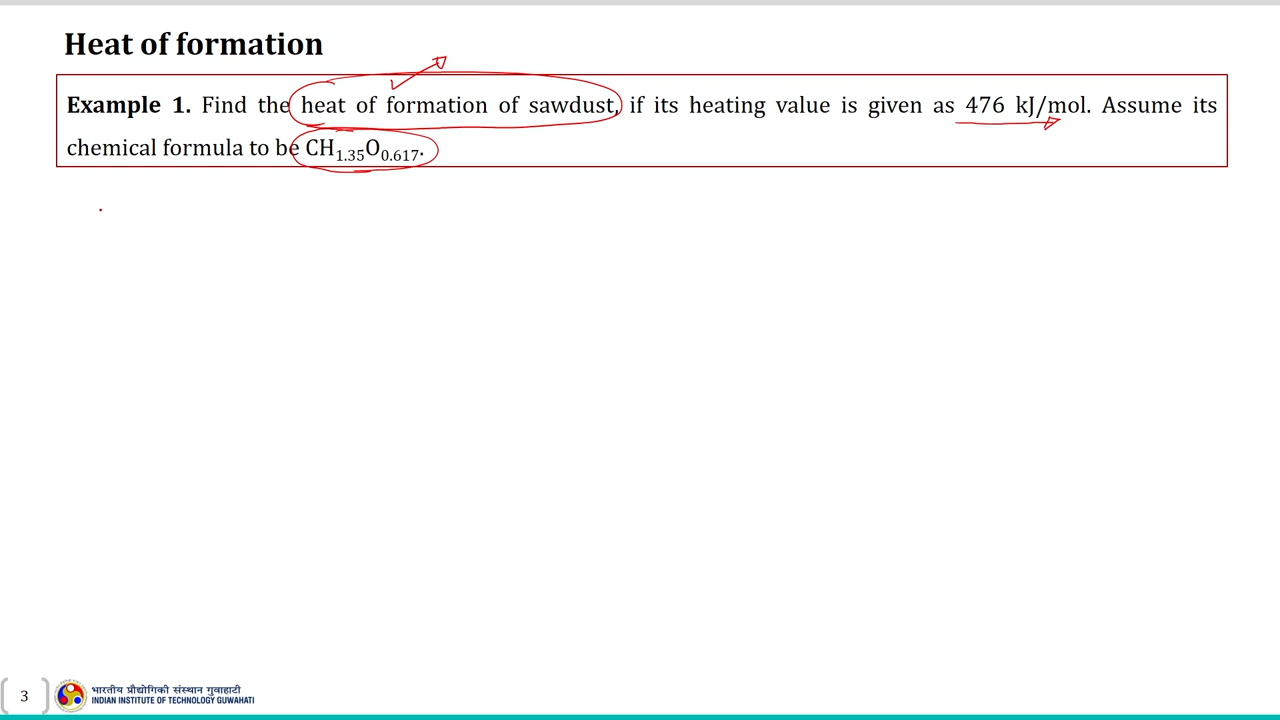 Heat of formation
Example 1. Find the heat of formation of sawdust, if its heating value is given as 476 kJ/mol. Assume its
chemical formula to be CH1.35O0.617.
3
भारतीय प्रौद्योगिकी संस्थान गुवाहाटी
INDIAN INSTITUTE OF TECHNOLOGY GUWAHATI